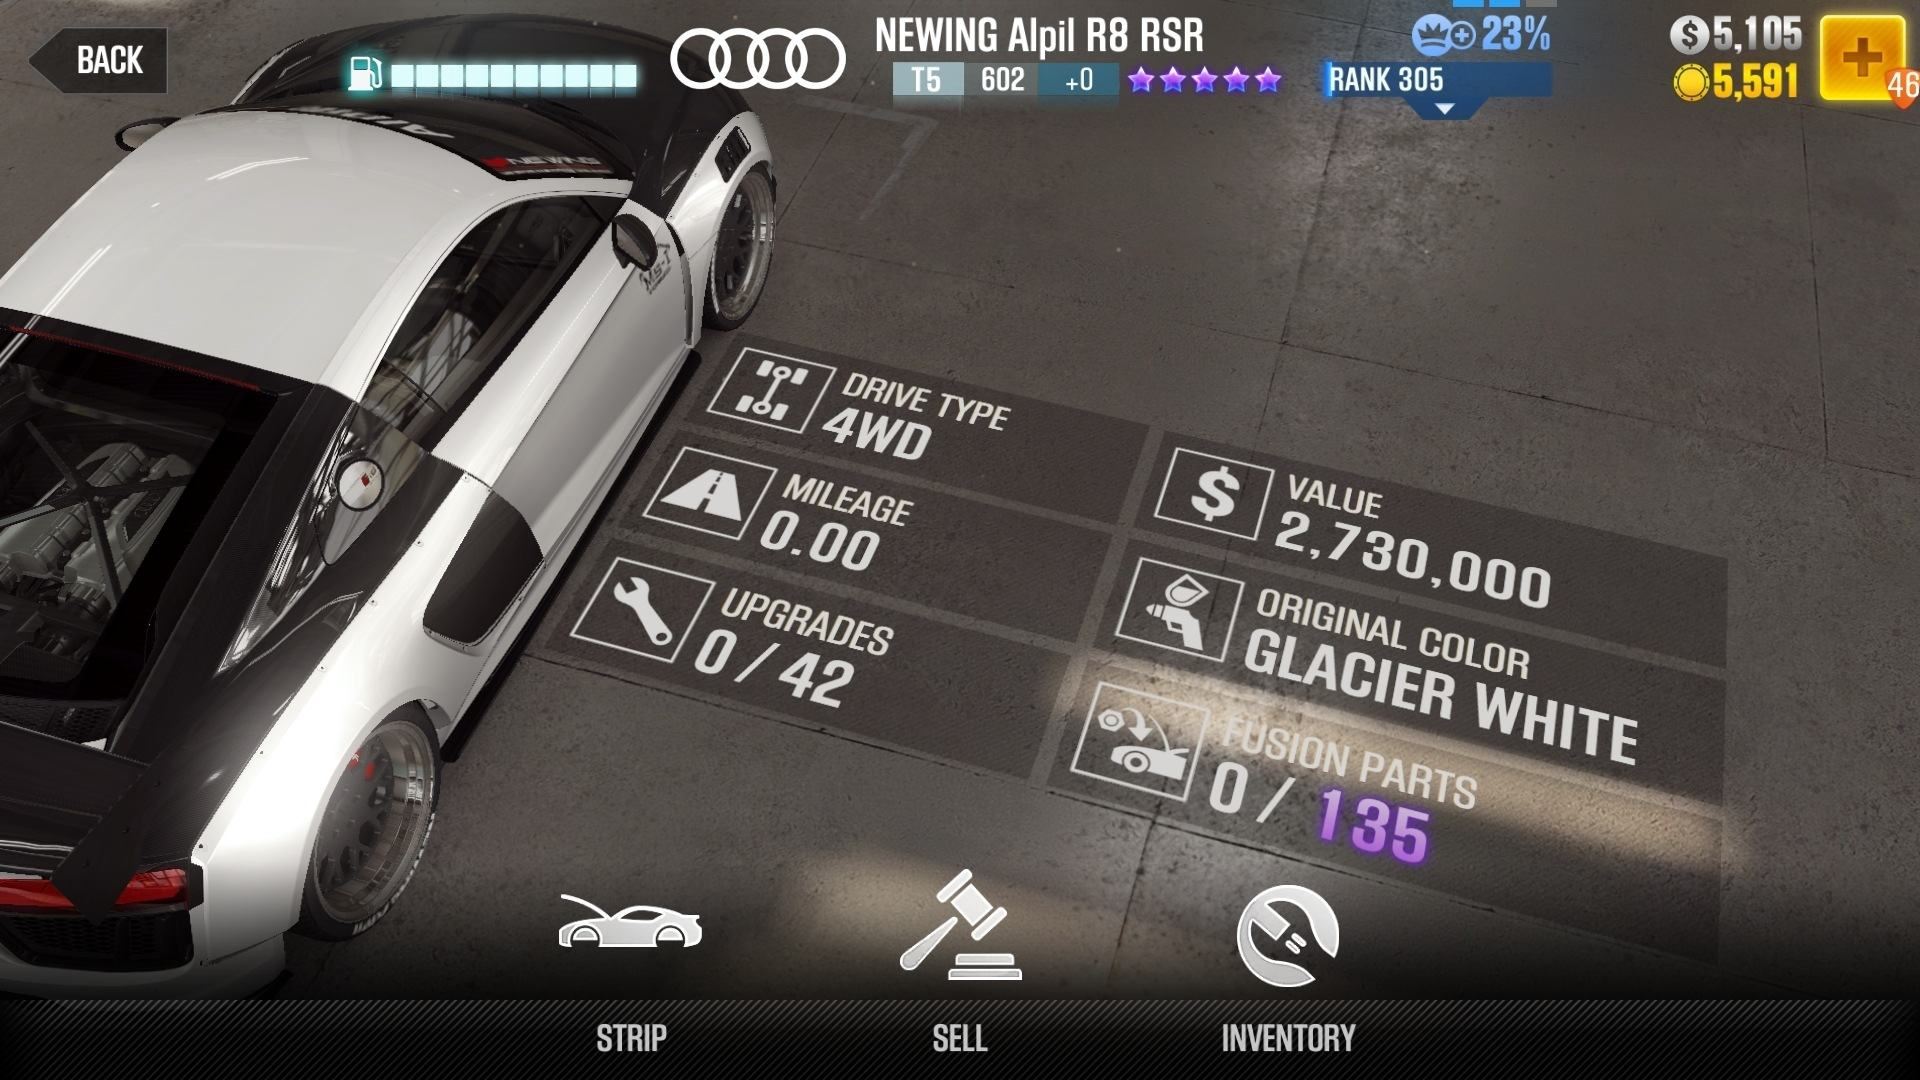 BACK
NEWING Alpil R8 RSR
T5 602 +0
23%
RANK 305
$ 5,105
5,591
46
NEWING
DRIVE TYPE
4WD
MILEAGE
0.00
UPGRADES
0/42
VALUE
2,730,000
ORIGINAL COLOR
GLACIER WHITE
FUSION PARTS
0/135
STRIP
SELL
INVENTORY